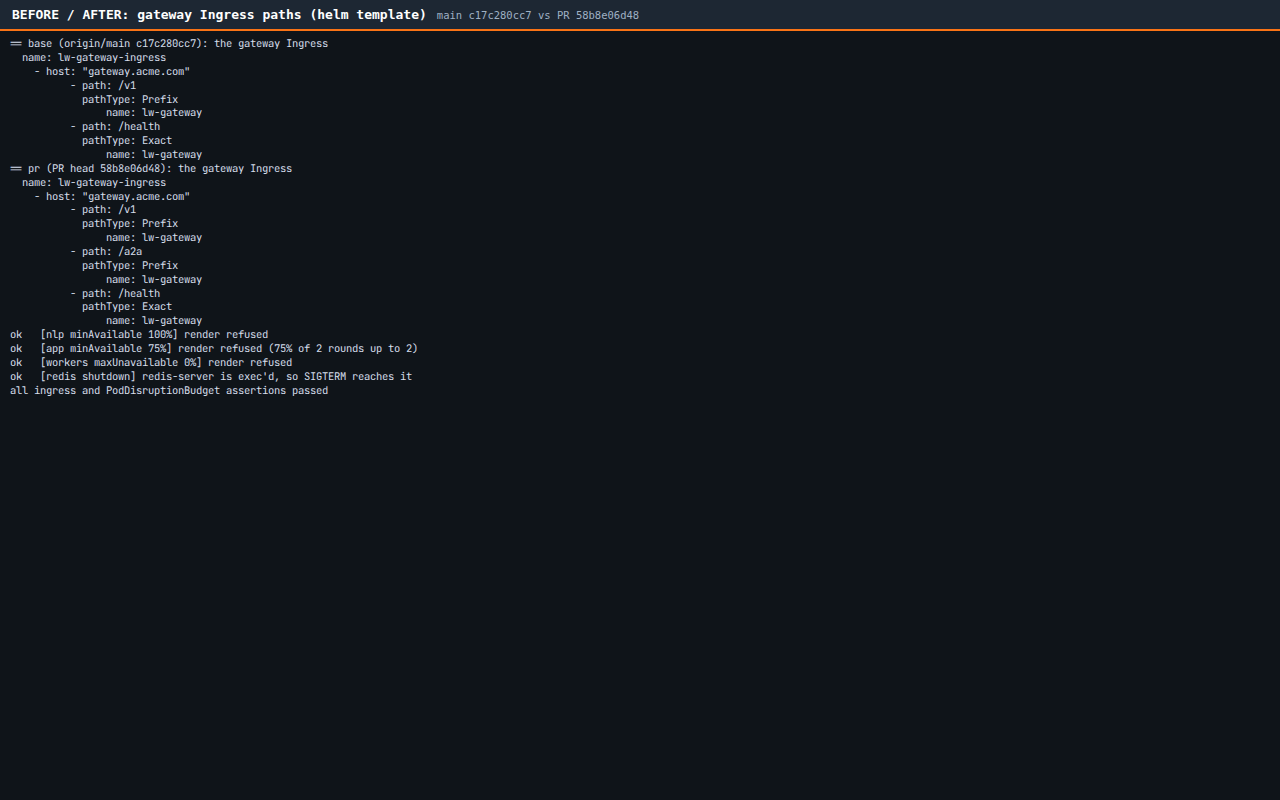 BEFORE / AFTER: gateway Ingress paths (helm template) main c17c280cc7 vs PR 58b8e06d48
== base (origin/main c17c280cc7): the gateway Ingress
name: lw-gateway-ingress
- host: "gateway.acme.com"
- path: /v1
pathType: Prefix
name: lw-gateway
- path: /health
pathType: Exact
name: lw-gateway
== pr (PR head 58b8e06d48): the gateway Ingress
name: lw-gateway-ingress
- host: "gateway.acme.com"
- path: /v1
pathType: Prefix
name: lw-gateway
- path: /a2a
pathType: Prefix
name: lw-gateway
- path: /health
pathType: Exact
name: lw-gateway
ok [nlp minAvailable 100%] render refused
ok [app minAvailable 75%] render refused (75% of 2 rounds up to 2)
ok [workers maxUnavailable 0%] render refused
ok [redis shutdown] redis-server is exec'd, so SIGTERM reaches it
all ingress and PodDisruptionBudget assertions passed